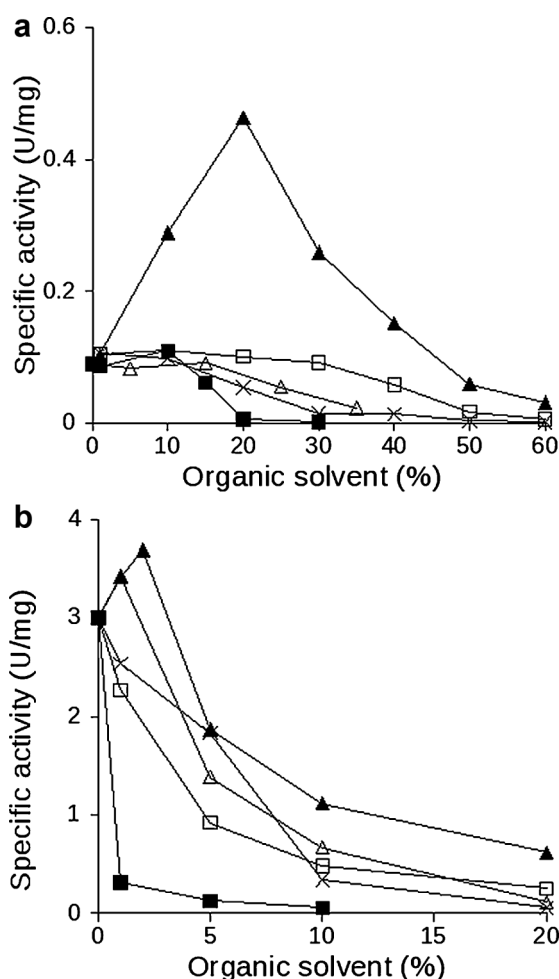 a
0.6
0.4
0.2
0
Specific activity (U/mg)
0 10 20 30 40 50 60
Organic solvent (%)
b
4
3
2
1
0
Specific activity (U/mg)
0 5 10 15 20
Organic solvent (%)